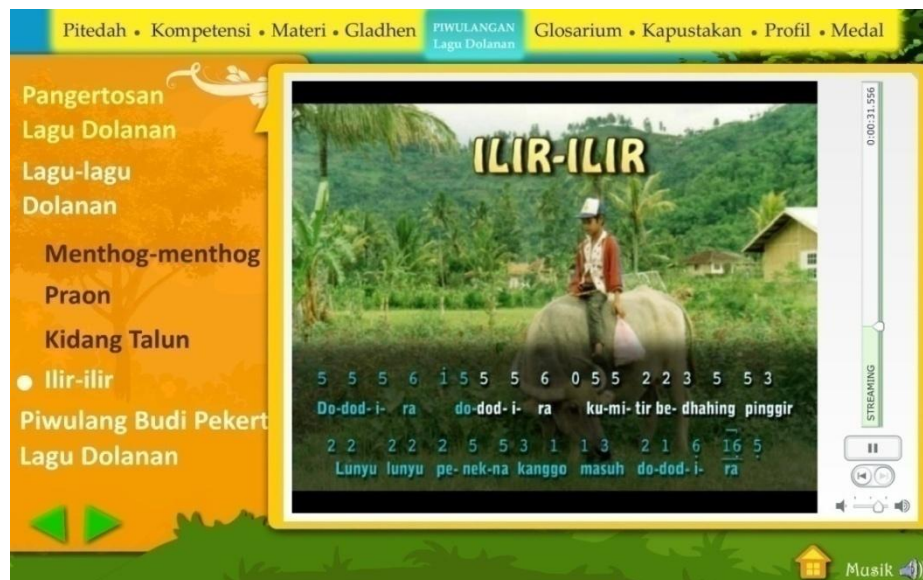 Pitedah • Kompetensi • Materi • Gladhen PIWULANGAN Lagu Dolanan Glosarium • Kapustakan • Profil • Medal
Pangertosan
Lagu Dolanan
Lagu-lagu
Dolanan
Menthog-menthog
Praon
Kidang Talun
Ilir-ilir
Piwulang Budi Pekert
Lagu Dolanan
ILIR-ILIR
5 5 5 6 1̇ 5 5 5 5 6 0 5 5 2 2 3 5 5 3
Do-dod-i- ra do-dod-i- ra ku-mi-tir be-dhahing pinggir
2 2 2 2 2 5 5 3 1 1 3 2 1 6 16 5
Lunyu lunyu pe-nek-na kanggo masuh do-dod-i- ra
0:00:31.556
STREAMING
Musik